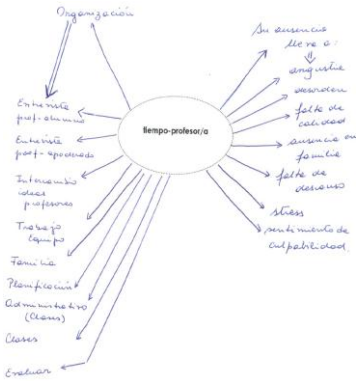 Organización
Entrevista
prof-alumno
Entrevista
prof-apoderado
Intercambio
ideas
profesores
Trabajo
Equipo
Familia
Planificación
Administrativo
(Clases)
Clases
Evaluar
tiempo-profesor/a
Su ausencia
lleva a:
angustia
desorden
falta de
calidad
ausencia en
familia
falta de
descanso
stress
sentimiento de
culpabilidad